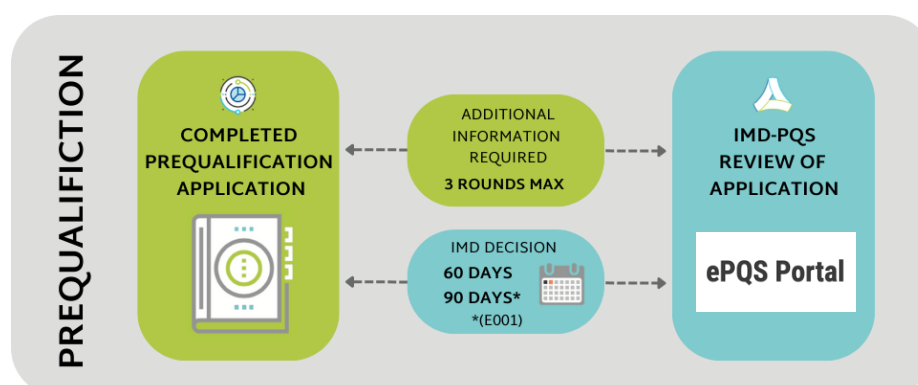 PREQUALIFICTION
COMPLETED
PREQUALIFICATION
APPLICATION
ADDITIONAL
INFORMATION
REQUIRED
3 ROUNDS MAX
IMD DECISION
60 DAYS
90 DAYS*
*(E001)
IMD-PQS
REVIEW OF
APPLICATION
ePQS Portal